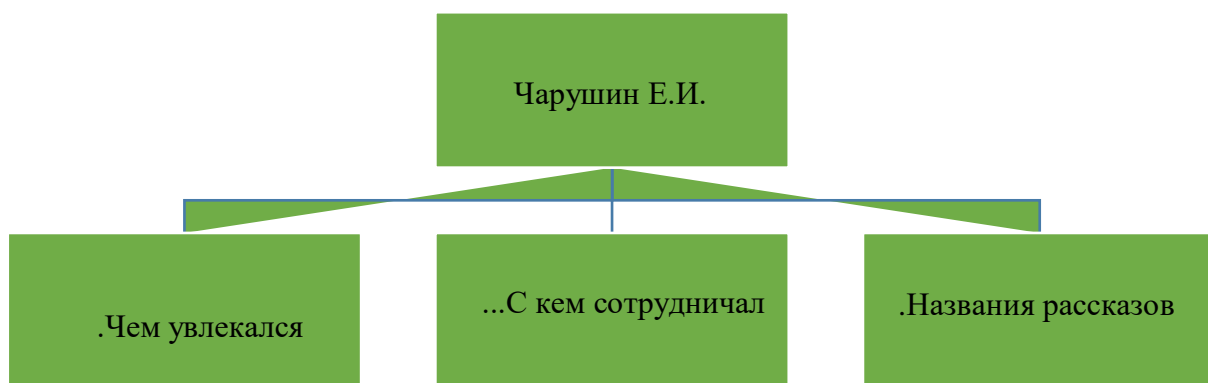 Чарушин Е.И.
.Чем увлекался
...С кем сотрудничал
.Названия рассказов